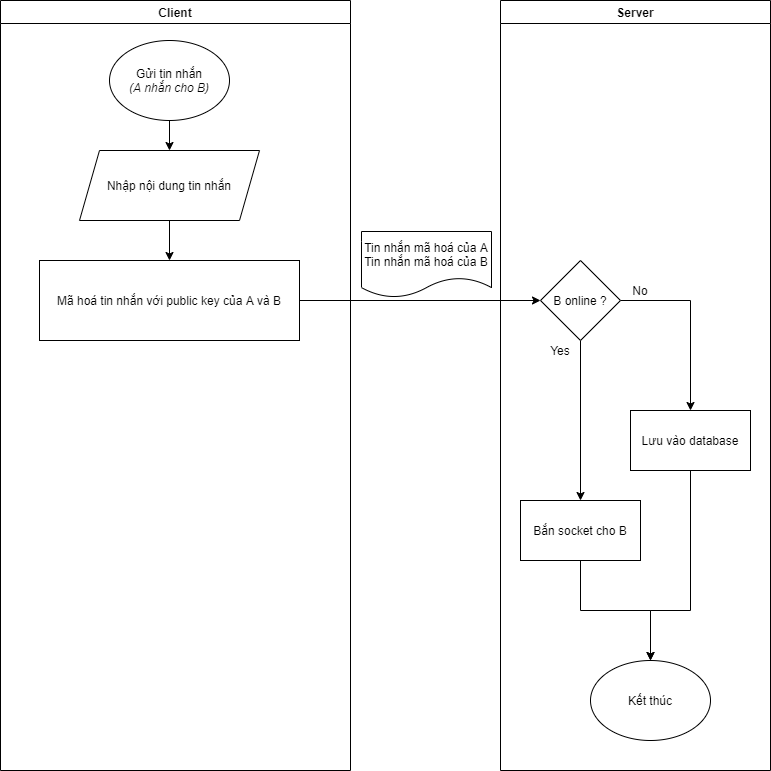 Client
Server
Gửi tin nhắn
(A nhắn cho B)
Nhập nội dung tin nhắn
Tin nhắn mã hoá của A
Tin nhắn mã hoá của B
Mã hoá tin nhắn với public key của A và B
B online ?
No
Yes
Lưu vào database
Bắn socket cho B
Kết thúc